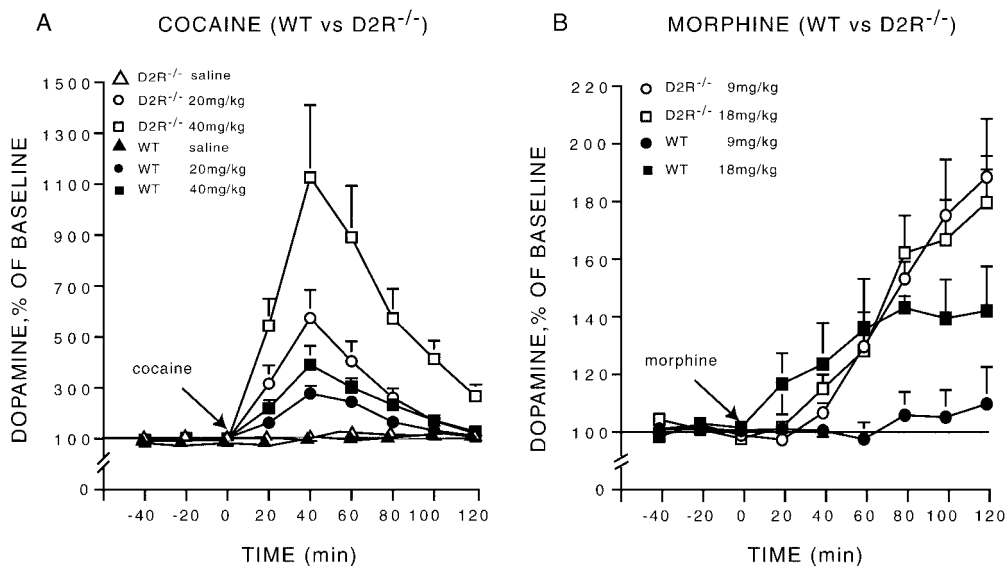 A COCAINE (WT vs D2R⁻/⁻)
DOPAMINE,% OF BASELINE
1500
1300
1100
900
700
500
300
100
0
D2R⁻/⁻ saline
D2R⁻/⁻ 20mg/kg
D2R⁻/⁻ 40mg/kg
WT saline
WT 20mg/kg
WT 40mg/kg
cocaine
-40 -20 0 20 40 60 80 100 120
TIME (min)
B MORPHINE (WT vs D2R⁻/⁻)
DOPAMINE,% OF BASELINE
220
200
180
160
140
120
100
0
D2R⁻/⁻ 9mg/kg
D2R⁻/⁻ 18mg/kg
WT 9mg/kg
WT 18mg/kg
morphine
-40 -20 0 20 40 60 80 100 120
TIME (min)